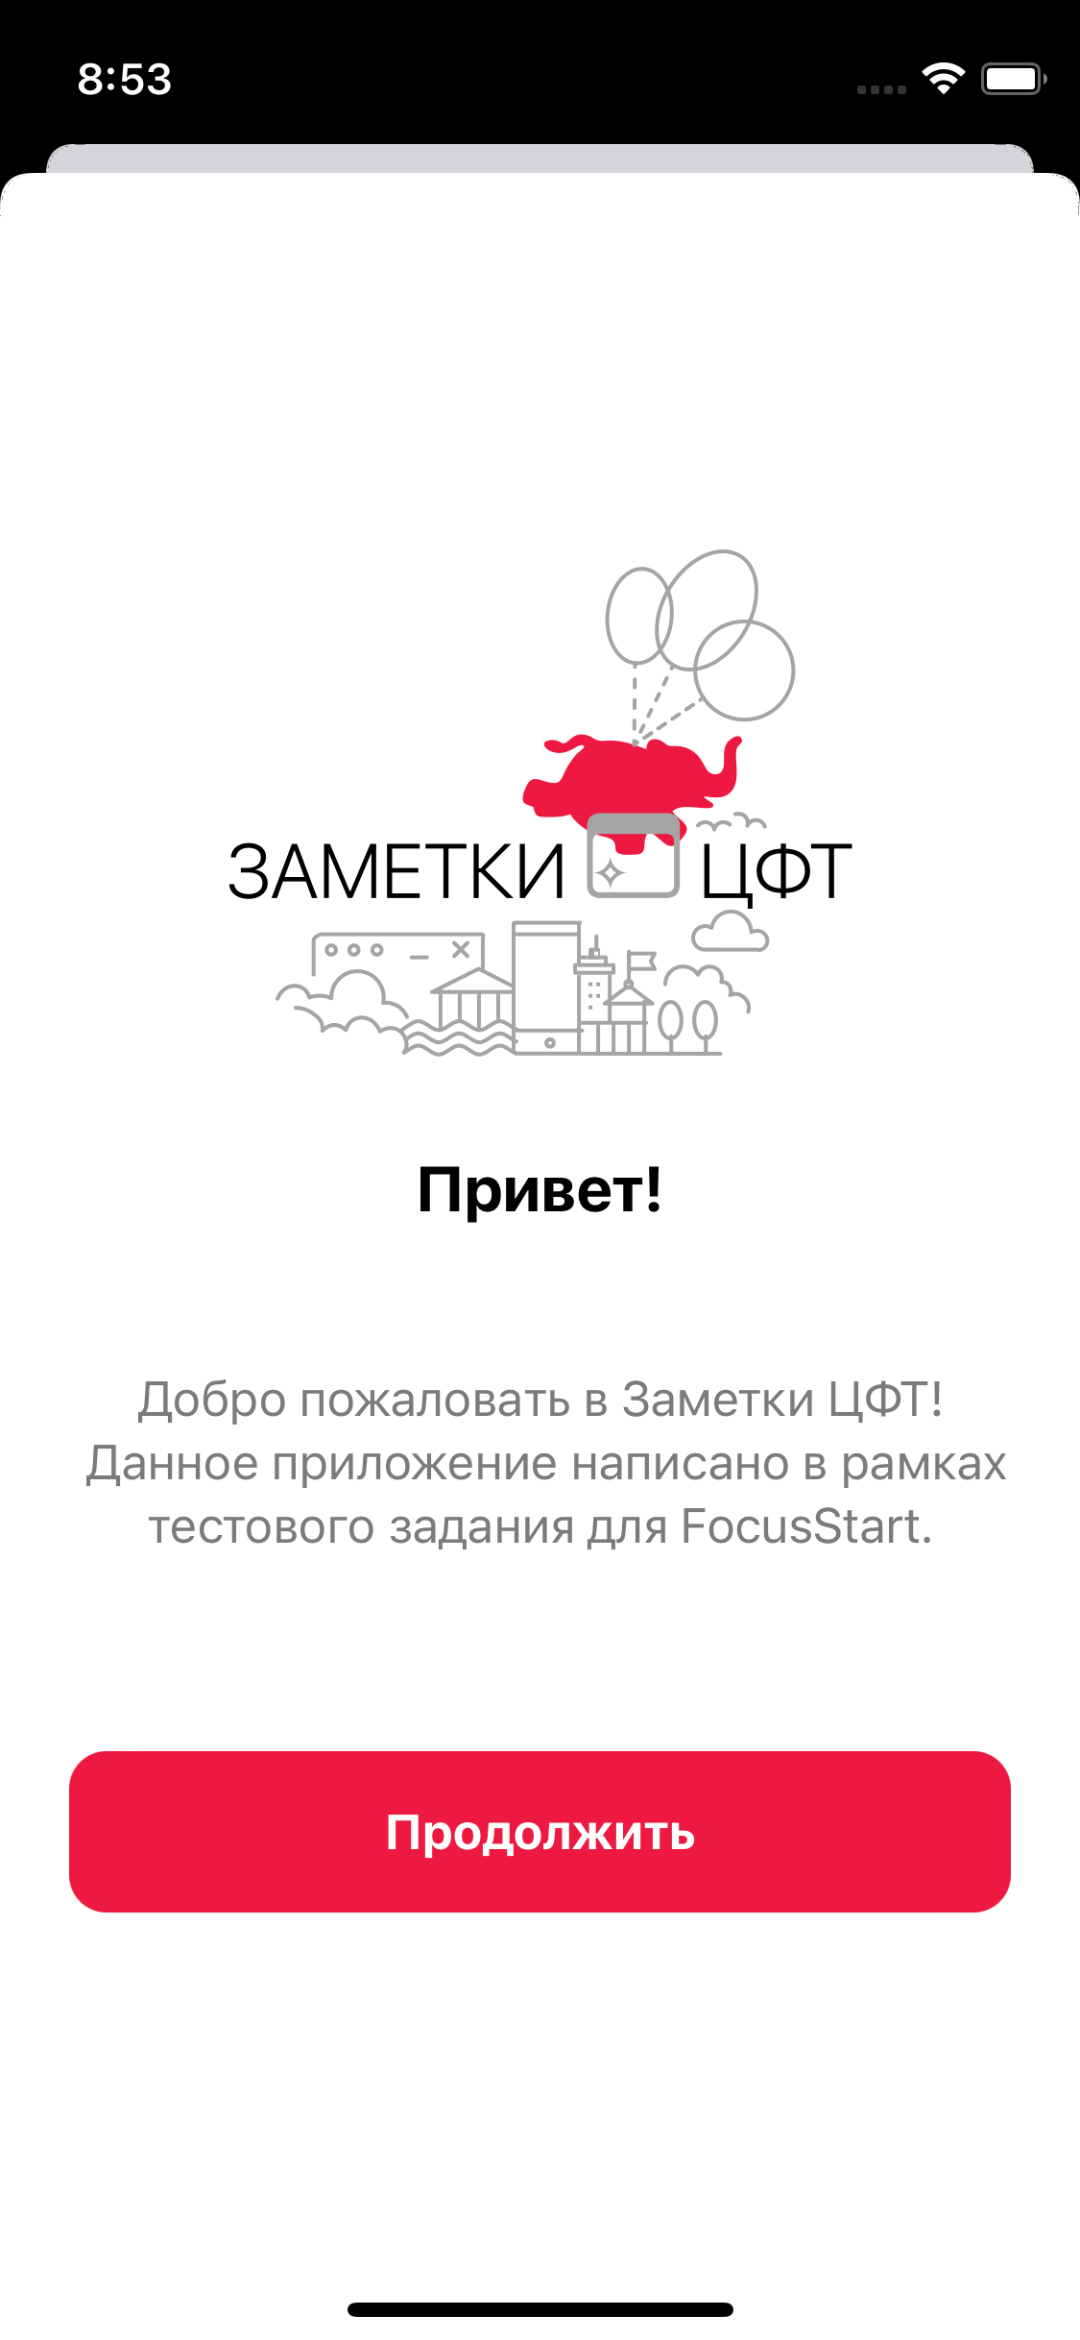 8:53
ЗАМЕТКИ ЦФТ
Привет!
Добро пожаловать в Заметки ЦФТ!
Данное приложение написано в рамках
тестового задания для FocusStart.
Продолжить